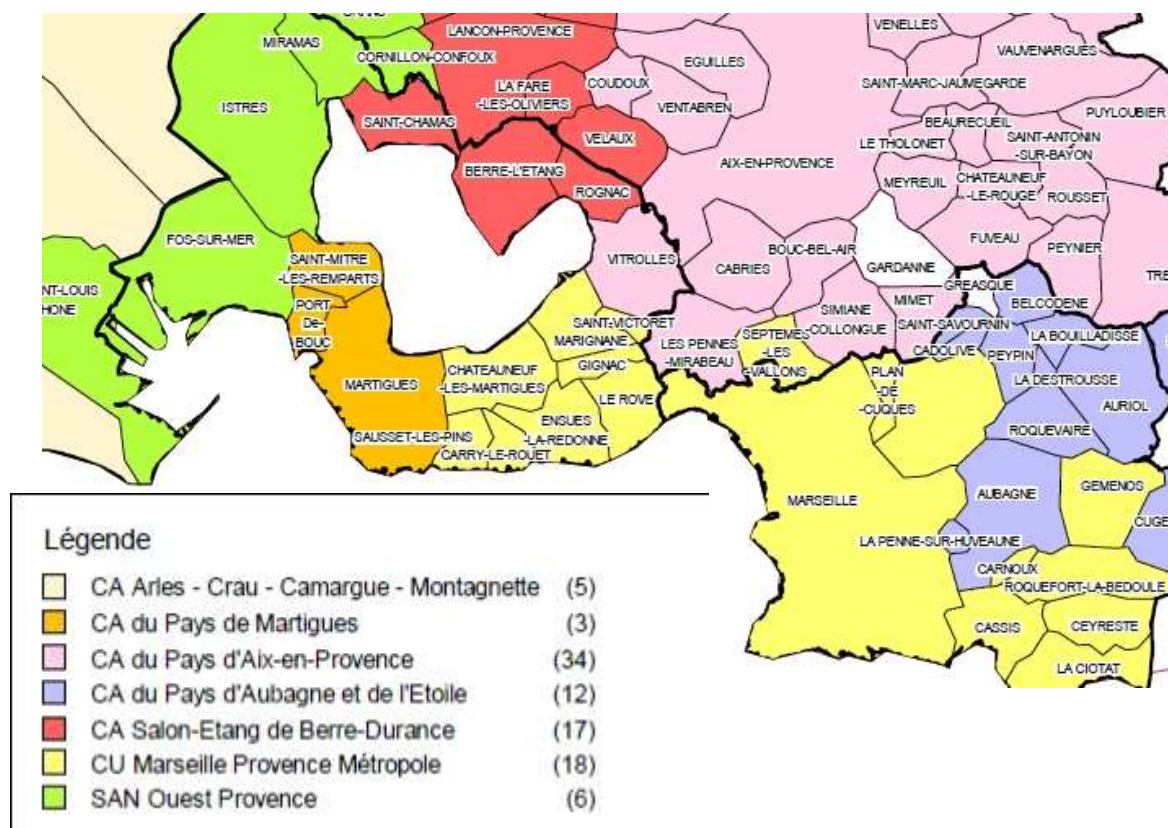 GRANS
LANCON-PROVENCE
VENELLES
MIRAMAS
CORNILLON-CONFOUX
EGUILLES
VAUVENARGUES
COUDOUX
SAINT-MARC-JAUMEGARDE
LA FARE
-LES-OLIVIERS
ISTRES
VENTABREN
PUYLOUBIER
SAINT-CHAMAS
BEAURECUEIL
VELAUX
LE THOLONET
SAINT-ANTONIN
-SUR-BAYON
AIX-EN-PROVENCE
BERRE-L'ETANG
MEYREUIL
CHATEAUNEUF
-LE-ROUGE
ROGNAC
ROUSSET
FOS-SUR-MER
FUVEAU
BOUC-BEL-AIR
PEYNIER
SAINT-MITRE
-LES-REMPARTS
VITROLLES
CABRIES
GARDANNE
TRE
NT-LOUIS
HONE
GREASQUE
MIMET
BELCODENE
PORT
De-
BOUC
SIMIANE
COLLONGUE
SAINT-VICTORET
SAINT-SAVOURNIN
SEPTEMES
-LES
-VALLONS
LA BOUILLADISSE
MARIGNANE
LES PENNES
-MIRABEAU
CADOLIVE
PEYPIN
GIGNAC
CHATEAUNEUF
-LES-MARTIGUES
PLAN
-DE
-CUQUES
LA DESTROUSSE
MARTIGUES
LE ROVE
AURIOL
ENSUES
-LA-REDONNE
ROQUEVAIRE
SAUSSET-LES-PINS
CARRY-LE-ROUET
GEMENOS
AUBAGNE
MARSEILLE
CUGE
LA PENNE-SUR-HUVEAUNE
CARNOUX
ROQUEFORT-LA-BEDOULE
CASSIS
CEYRESTE
LA CIOTAT
Légende
CA Arles - Crau - Camargue - Montagnette (5)
CA du Pays de Martigues (3)
CA du Pays d'Aix-en-Provence (34)
CA du Pays d'Aubagne et de l'Etoile (12)
CA Salon-Etang de Berre-Durance (17)
CU Marseille Provence Métropole (18)
SAN Ouest Provence (6)